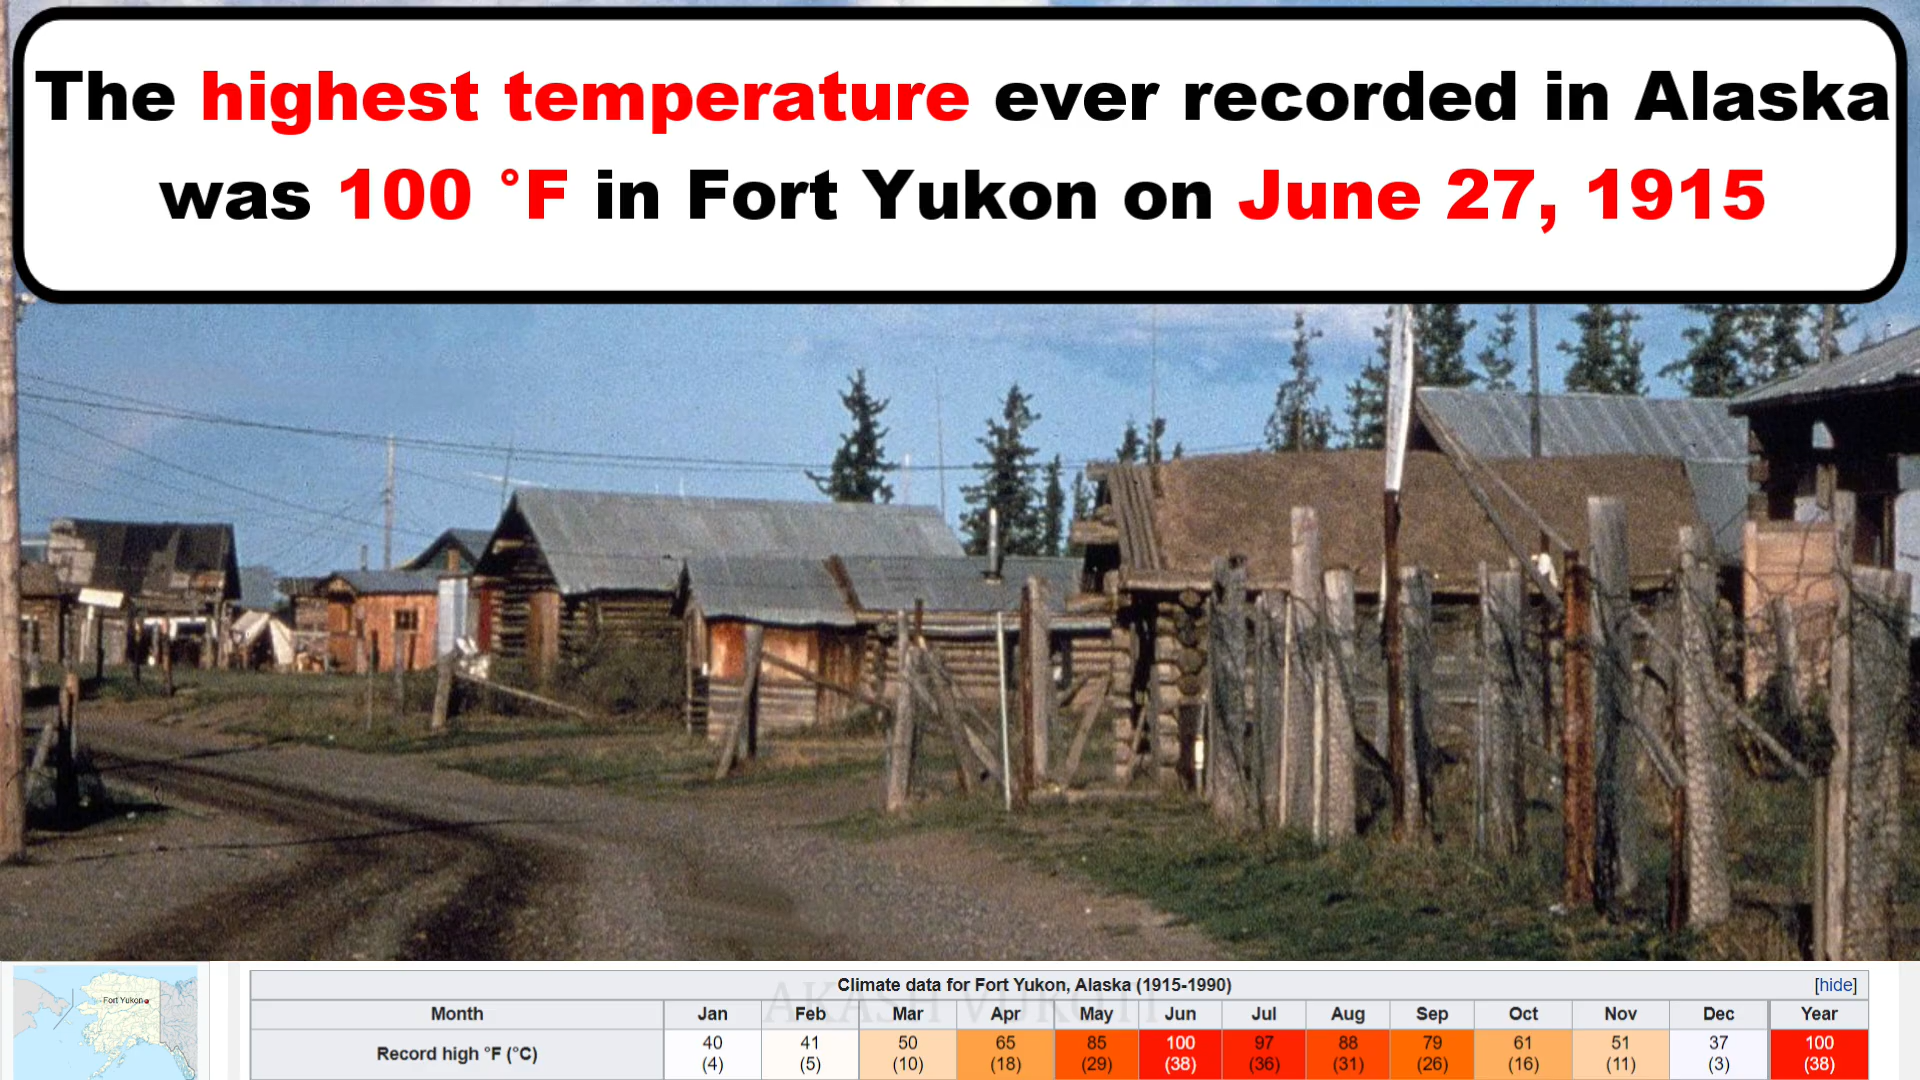 The highest temperature ever recorded in Alaska
was 100 °F in Fort Yukon on June 27, 1915
Fort Yukon
Climate data for Fort Yukon, Alaska (1915-1990) [hide]
AKASH VUKOTI
Month Jan Feb Mar Apr May Jun Jul Aug Sep Oct Nov Dec Year
Record high °F (°C) 40 41 50 65 85 100 97 88 79 61 51 37 100
(4) (5) (10) (18) (29) (38) (36) (31) (26) (16) (11) (3) (38)